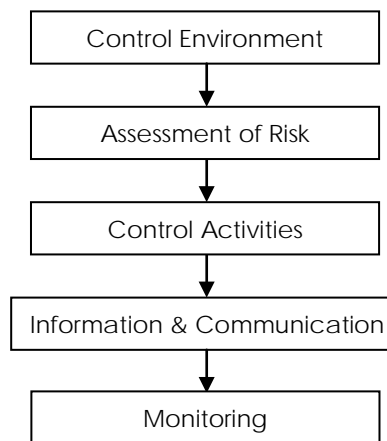 Control Environment
Assessment of Risk
Control Activities
Information & Communication
Monitoring